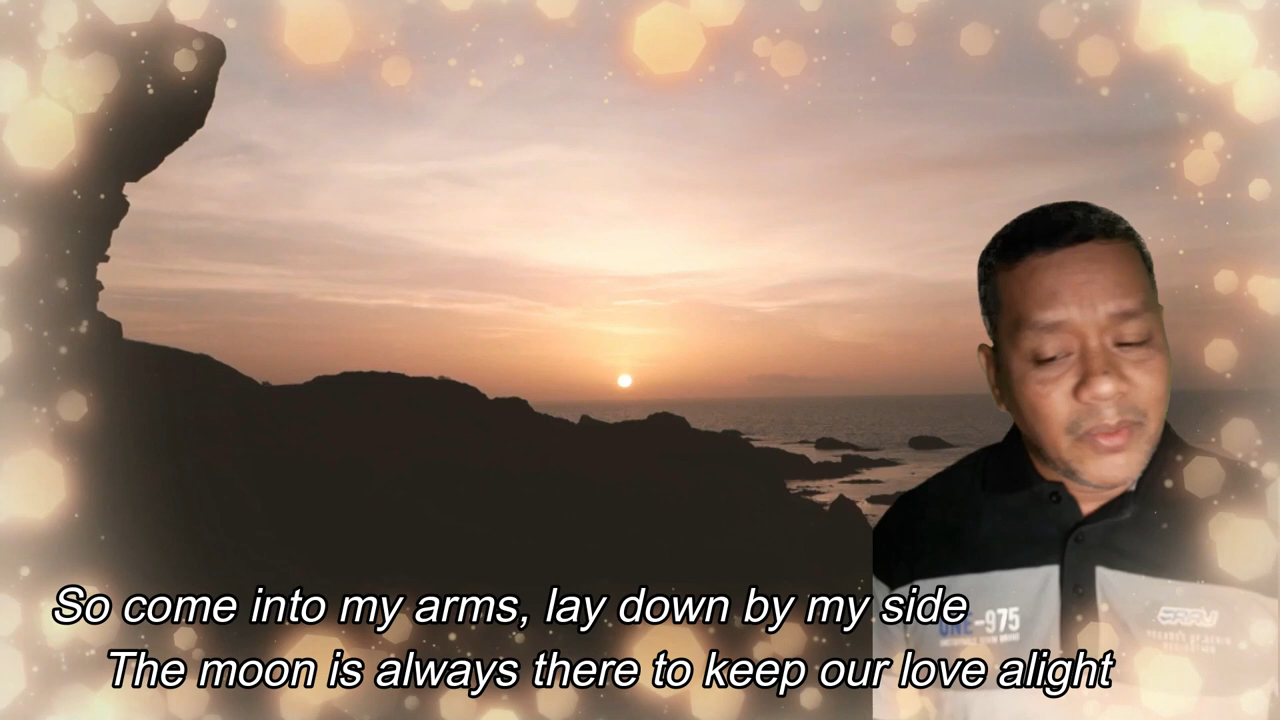 So come into my arms, lay down by my side
The moon is always there to keep our love alight
-975